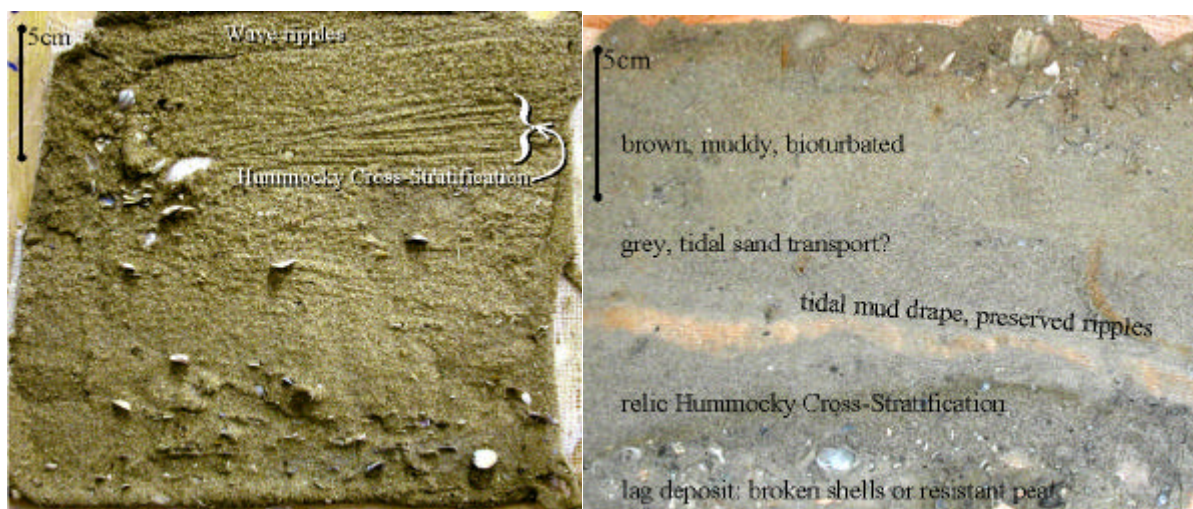 5cm
Wave ripples
Hummocky Cross-Stratification
5cm
brown, muddy, bioturbated
grey, tidal sand transport?
tidal mud drape, preserved ripples
relic Hummocky Cross-Stratification
lag deposit: broken shells or resistant peat